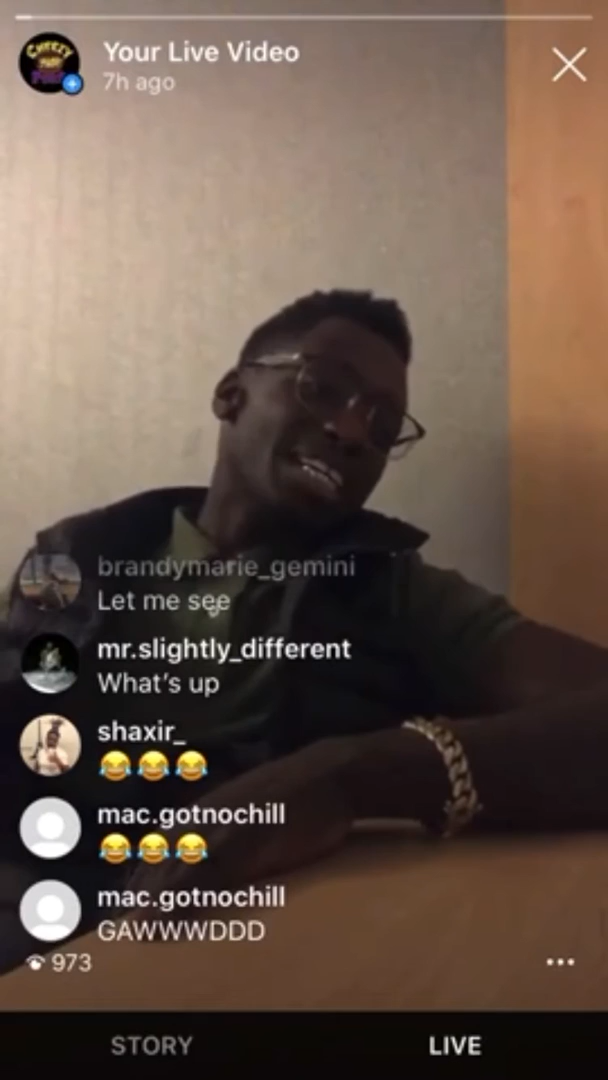 Your Live Video
7h ago
brandymarie_gemini
Let me see
mr.slightly_different
What's up
shaxir_
😂😂😂
mac.gotnochill
😂😂😂
mac.gotnochill
GAWWWDDD
973
STORY
LIVE